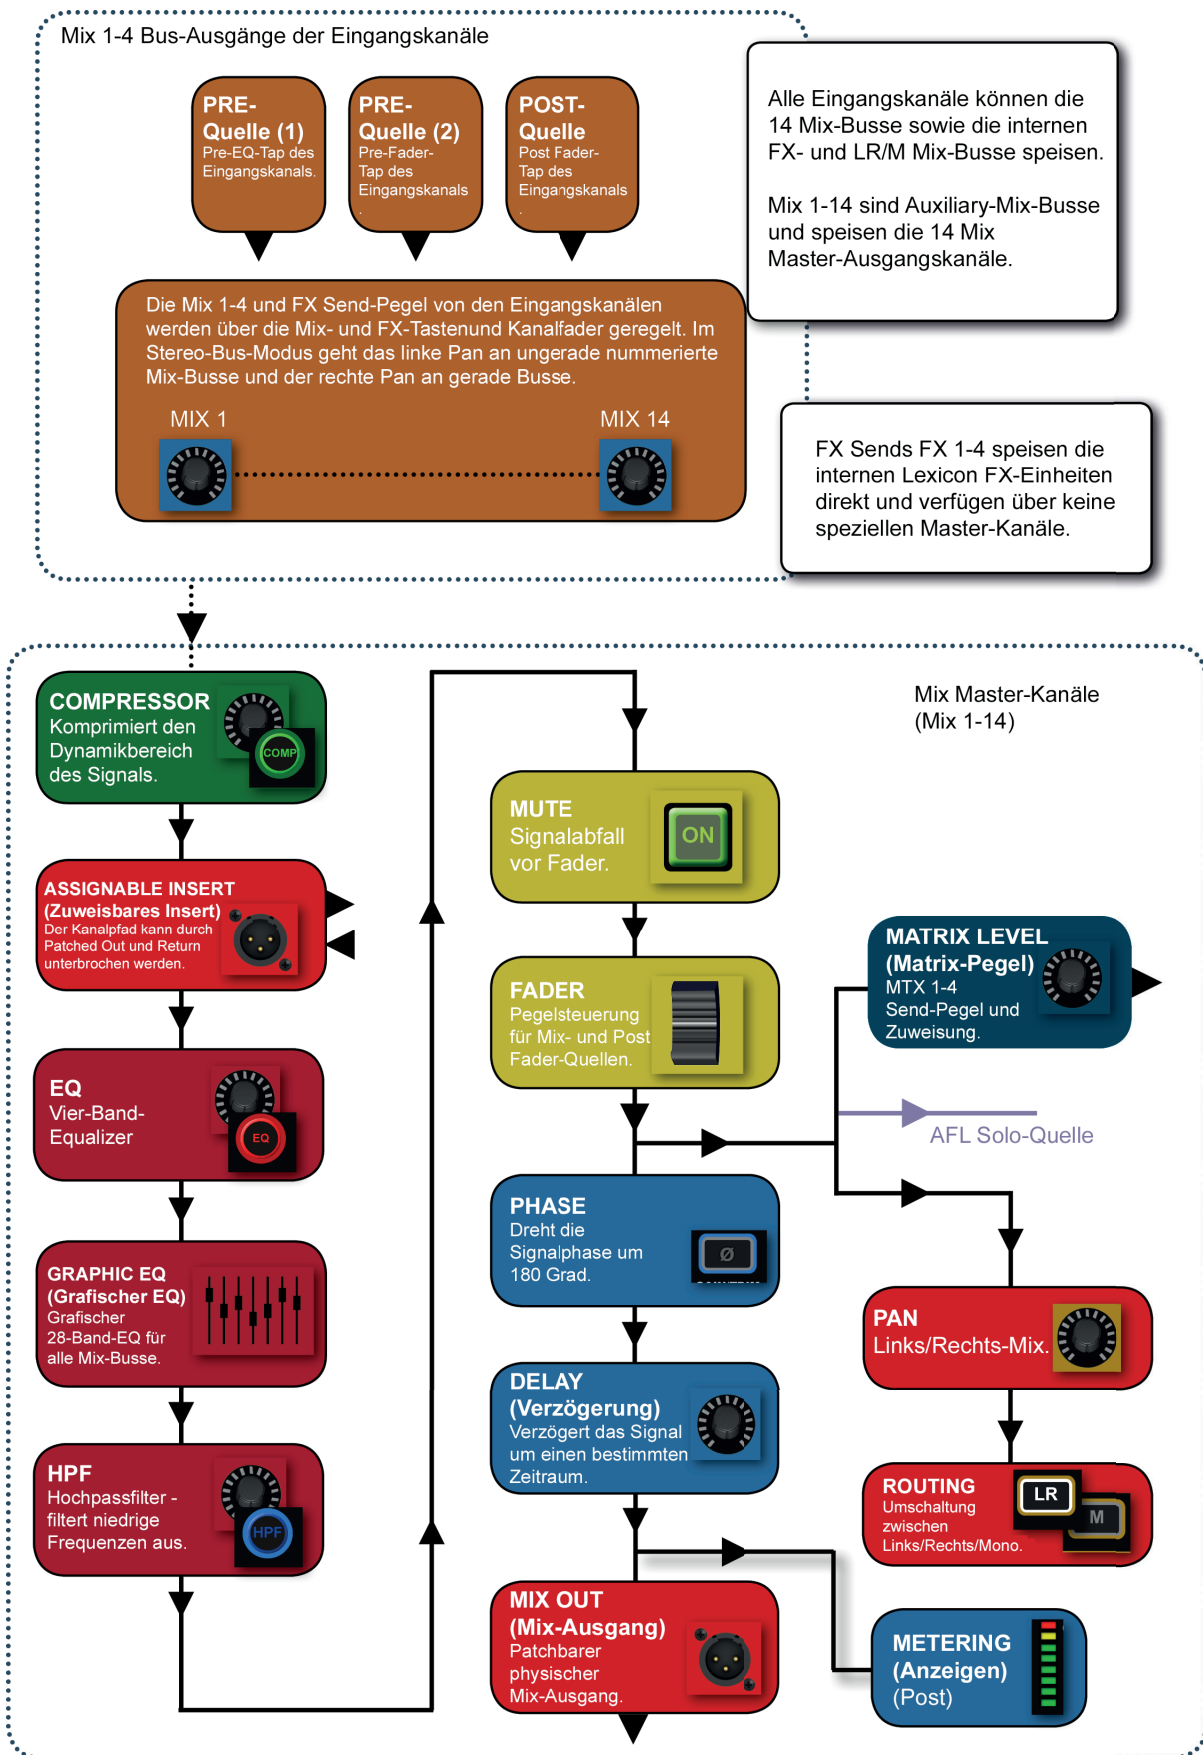 Mix 1-4 Bus-Ausgänge der Eingangskanäle
PRE-
Quelle (1)
Pre-EQ-Tap des
Eingangskanals.
PRE-
Quelle (2)
Pre-Fader-
Tap des
Eingangskanals
.
POST-
Quelle
Post Fader-
Tap des
Eingangskanals
.
Alle Eingangskanäle können die
14 Mix-Busse sowie die internen
FX- und LR/M Mix-Busse speisen.
Mix 1-14 sind Auxiliary-Mix-Busse
und speisen die 14 Mix
Master-Ausgangskanäle.
Die Mix 1-4 und FX Send-Pegel von den Eingangskanälen
werden über die Mix- und FX-Tastenund Kanalfader geregelt. Im
Stereo-Bus-Modus geht das linke Pan an ungerade nummerierte
Mix-Busse und der rechte Pan an gerade Busse.
MIX 1
MIX 14
FX Sends FX 1-4 speisen die
internen Lexicon FX-Einheiten
direkt und verfügen über keine
speziellen Master-Kanäle.
Mix Master-Kanäle
(Mix 1-14)
COMPRESSOR
Komprimiert den
Dynamikbereich
des Signals.
COMP
ASSIGNABLE INSERT
(Zuweisbares Insert)
Der Kanalpfad kann durch
Patched Out und Return
unterbrochen werden.
EQ
Vier-Band-
Equalizer
EQ
GRAPHIC EQ
(Grafischer EQ)
Grafischer
28-Band-EQ für
alle Mix-Busse.
HPF
Hochpassfilter -
filtert niedrige
Frequenzen aus.
HPF
MUTE
Signalabfall
vor Fader.
ON
FADER
Pegelsteuerung
für Mix- und Post
Fader-Quellen.
MATRIX LEVEL
(Matrix-Pegel)
MTX 1-4
Send-Pegel und
Zuweisung.
AFL Solo-Quelle
PHASE
Dreht die
Signalphase um
180 Grad.
Ø
PAN
Links/Rechts-Mix.
DELAY
(Verzögerung)
Verzögert das Signal
um einen bestimmten
Zeitraum.
ROUTING
Umschaltung
zwischen
Links/Rechts/Mono.
LR
M
MIX OUT
(Mix-Ausgang)
Patchbarer
physischer
Mix-Ausgang.
METERING
(Anzeigen)
(Post)